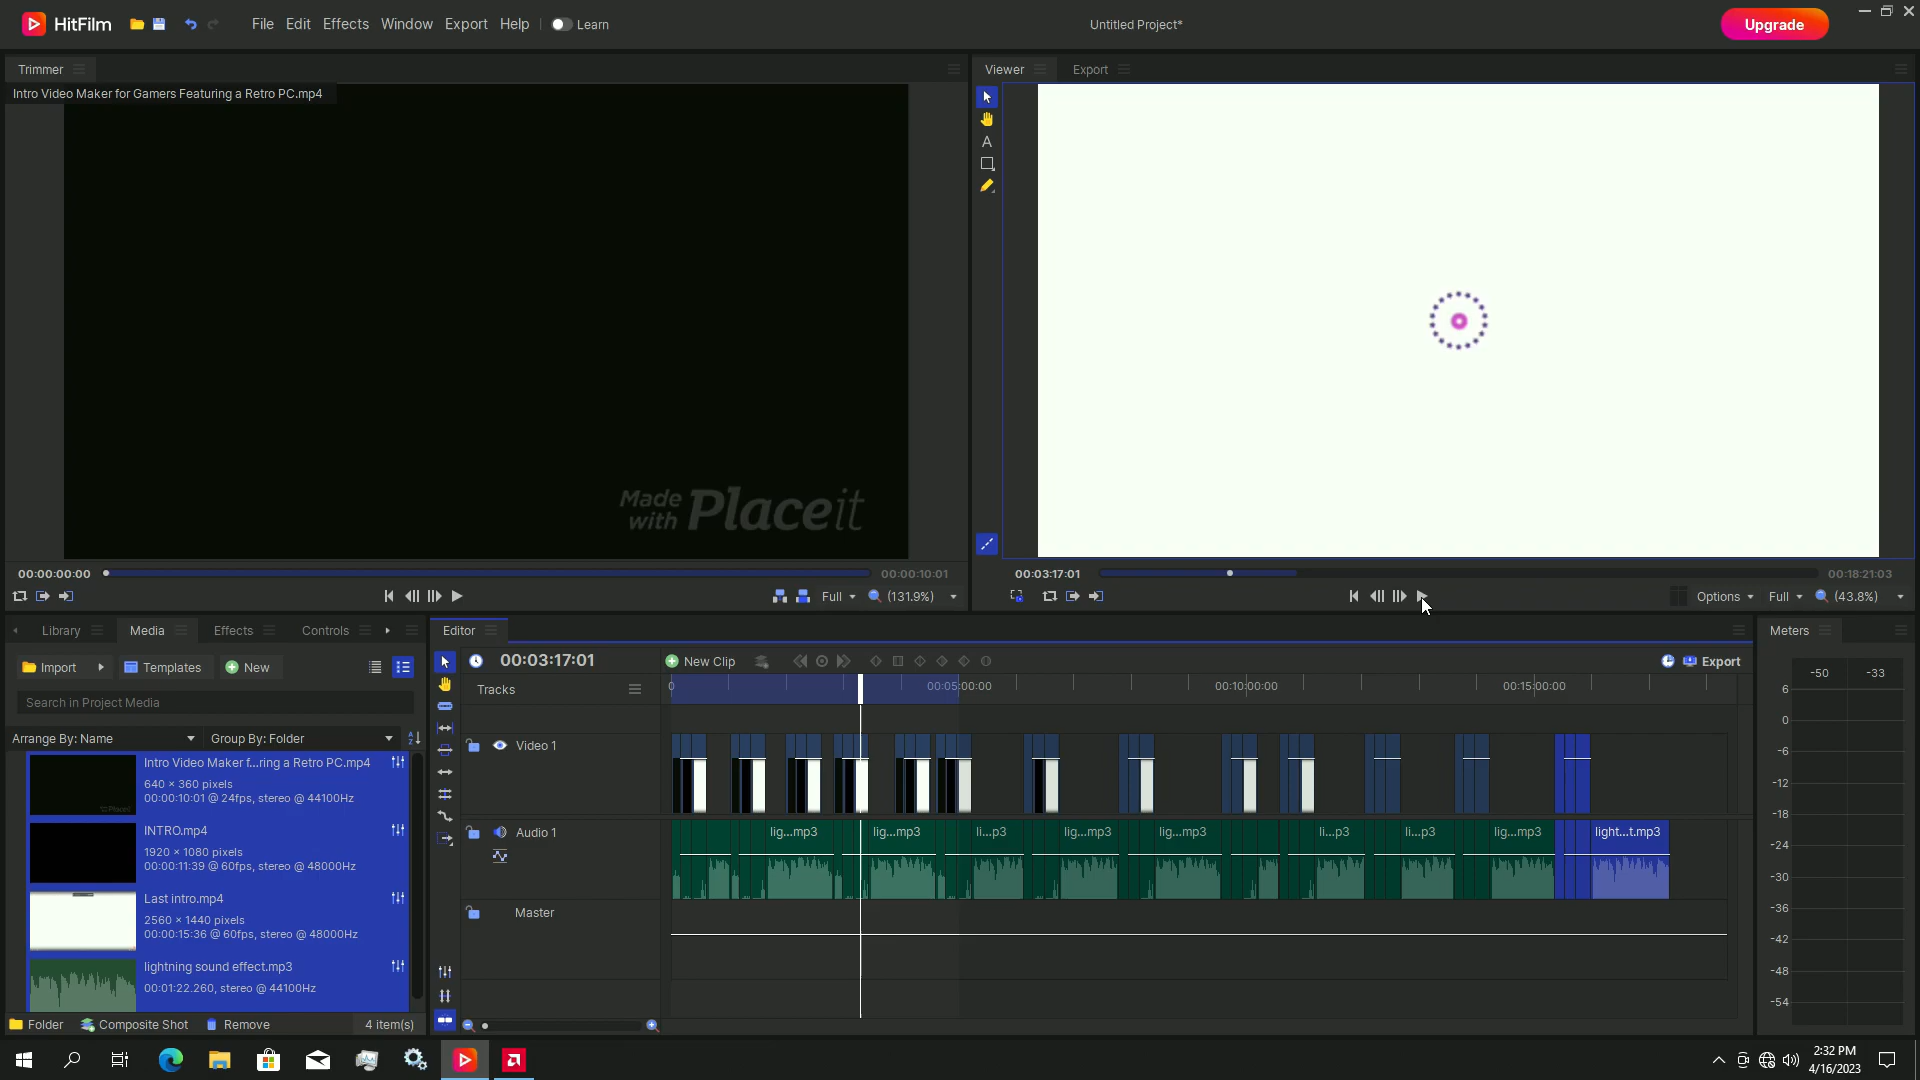 HitFilm File Edit Effects Window Export Help Learn Untitled Project* Upgrade
Trimmer
Intro Video Maker for Gamers Featuring a Retro PC.mp4
Made with Placeit
00:00:00:00 00:00:10:01
Full (131.9%)
Viewer Export
A
00:03:17:01 00:18:21:03
Options Full (43.8%)
Library Media Effects Controls
Import Templates New
Search in Project Media
Arrange By: Name Group By: Folder
Intro Video Maker f...ring a Retro PC.mp4
640 × 360 pixels
00:00:10:01 @ 24fps, stereo @ 44100Hz
INTRO.mp4
1920 × 1080 pixels
00:00:11:39 @ 60fps, stereo @ 48000Hz
Last intro.mp4
2560 × 1440 pixels
00:00:15:36 @ 60fps, stereo @ 48000Hz
lightning sound effect.mp3
00:01:22.260, stereo @ 44100Hz
Folder Composite Shot Remove 4 item(s)
Editor
00:03:17:01 New Clip Export
Tracks 0 00:05:00:00 00:10:00:00 00:15:00:00
Video 1
Audio 1 lig...mp3 lig...mp3 li...p3 lig...mp3 lig...mp3 li...p3 li...p3 lig...mp3 light...t.mp3
Master
Meters
-50 -33
6
0
-6
-12
-18
-24
-30
-36
-42
-48
-54
2:32 PM
4/16/2023